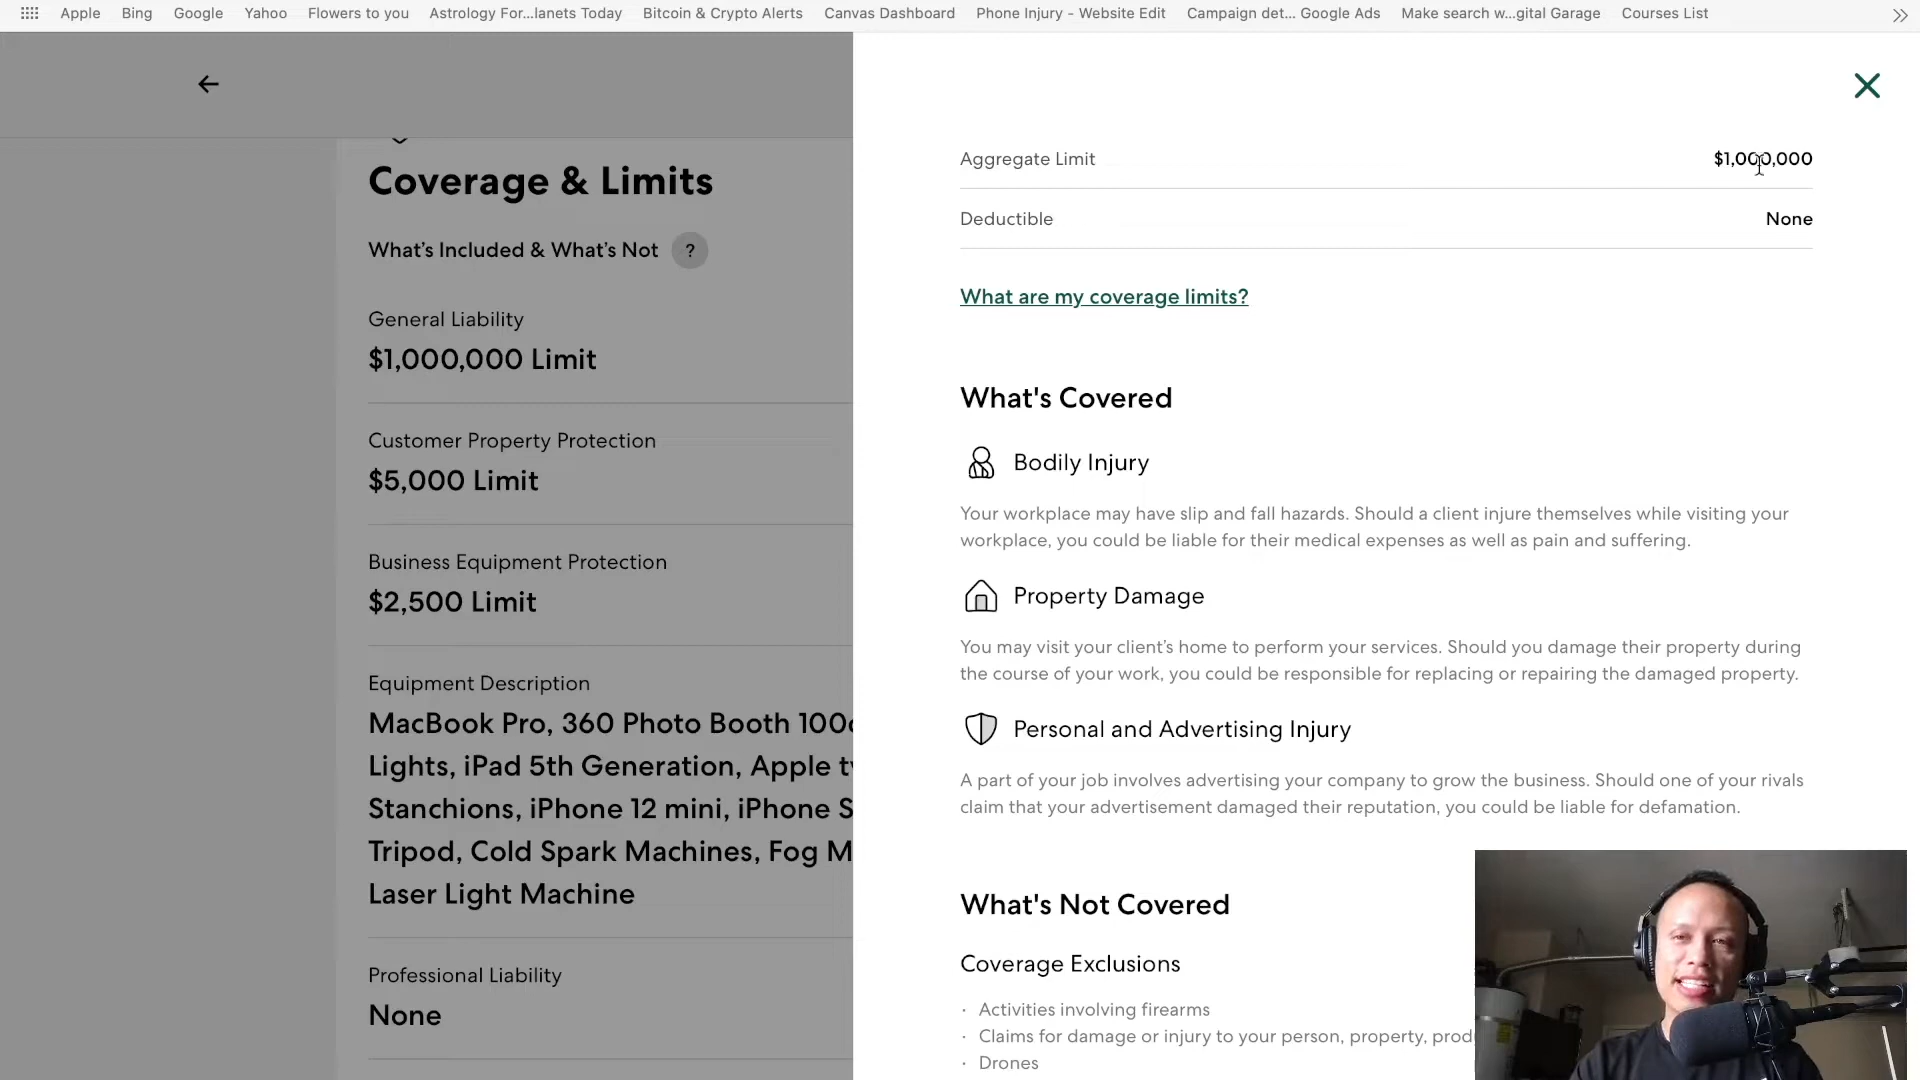 Apple Bing Google Yahoo Flowers to you Astrology For...lanets Today Bitcoin & Crypto Alerts Canvas Dashboard Phone Injury - Website Edit Campaign det... Google Ads Make search w...gital Garage Courses List
Coverage & Limits
What's Included & What's Not ?
General Liability
$1,000,000 Limit
Customer Property Protection
$5,000 Limit
Business Equipment Protection
$2,500 Limit
Equipment Description
MacBook Pro, 360 Photo Booth
Lights, iPad 5th Generation, Apple
Stanchions, iPhone 12 mini, iPhone
Tripod, Cold Spark Machines, Fog
Laser Light Machine
Professional Liability
None
Aggregate Limit $1,000,000
Deductible None
What are my coverage limits?
What's Covered
Bodily Injury
Your workplace may have slip and fall hazards. Should a client injure themselves while visiting your
workplace, you could be liable for their medical expenses as well as pain and suffering.
Property Damage
You may visit your client's home to perform your services. Should you damage their property during
the course of your work, you could be responsible for replacing or repairing the damaged property.
Personal and Advertising Injury
A part of your job involves advertising your company to grow the business. Should one of your rivals
claim that your advertisement damaged their reputation, you could be liable for defamation.
What's Not Covered
Coverage Exclusions
· Activities involving firearms
· Claims for damage or injury to your person, property,
· Drones